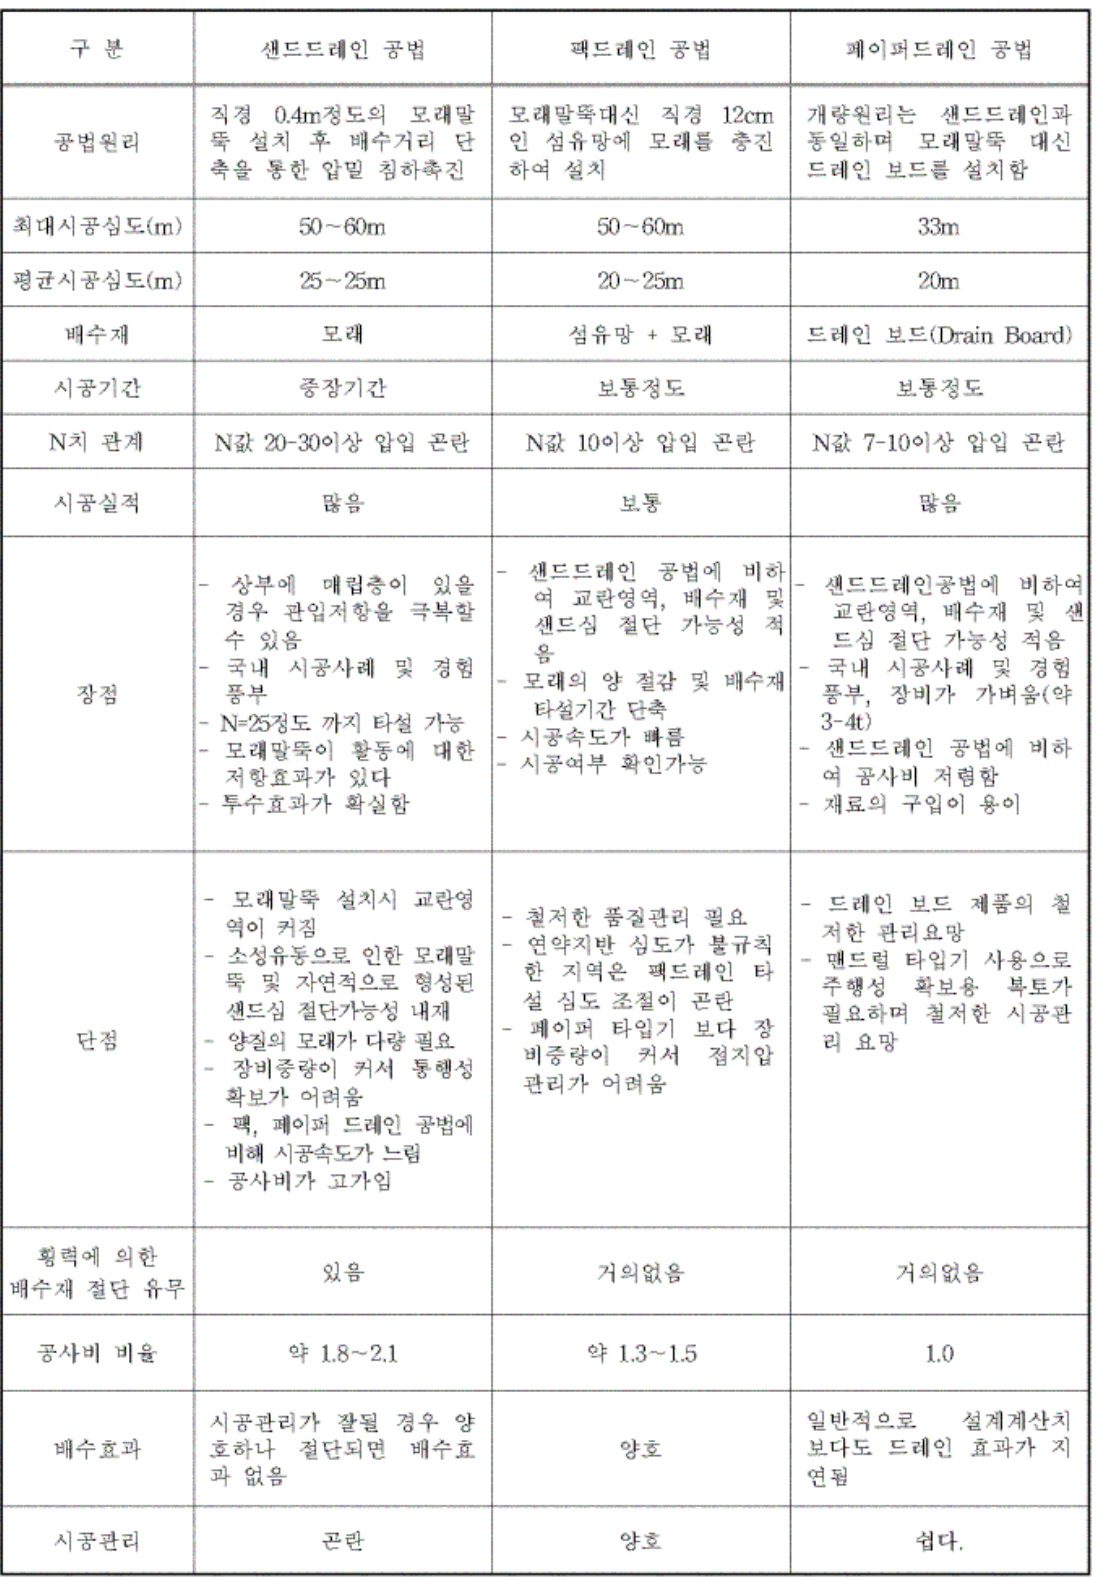 구 분
샌드드레인 공법
팩드레인 공법
페이퍼드레인 공법
공법원리
직경 0.4m정도의 모래말
뚝 설치 후 배수거리 단
축을 통한 압밀 침하촉진
모래말뚝대신 직경 12cm
인 섬유망에 모래를 충진
하여 설치
개량원리는 샌드드레인과
동일하며 모래말뚝 대신
드레인 보드를 설치함
최대시공심도(m)
50~60m
50~60m
33m
평균시공심도(m)
25~25m
20~25m
20m
배수재
모래
섬유망 + 모래
드레인 보드(Drain Board)
시공기간
중장기간
보통정도
보통정도
N치 관계
N값 20-30이상 압입 곤란
N값 10이상 압입 곤란
N값 7-10이상 압입 곤란
시공실적
많음
보통
많음
장점
- 상부에 매립층이 있을
경우 관입저항을 극복할
수 있음
- 국내 시공사례 및 경험
풍부
- N=25정도 까지 타설 가능
- 모래말뚝이 활동에 대한
저항효과가 있다
- 투수효과가 확실함
- 샌드드레인 공법에 비하
여 교란영역, 배수재 및
샌드심 절단 가능성 적
음
- 모래의 양 절감 및 배수재
타설기간 단축
- 시공속도가 빠름
- 시공여부 확인가능
- 샌드드레인공법에 비하여
교란영역, 배수재 및 샌
드심 절단 가능성 적음
- 국내 시공사례 및 경험
풍부, 장비가 가벼움(약
3-4t)
- 샌드드레인 공법에 비하
여 공사비 저렴함
- 재료의 구입이 용이
단점
- 모래말뚝 설치시 교란영
역이 커짐
- 소성유동으로 인한 모래말
뚝 및 자연적으로 형성된
샌드심 절단가능성 내재
- 양질의 모래가 다량 필요
- 장비중량이 커서 통행성
확보가 어려움
- 팩, 페이퍼 드레인 공법에
비해 시공속도가 느림
- 공사비가 고가임
- 철저한 품질관리 필요
- 연약지반 심도가 불규칙
한 지역은 팩드레인 타
설 심도 조절이 곤란
- 페이퍼 타입기 보다 장
비중량이 커서 접지압
관리가 어려움
- 드레인 보드 제품의 철
저한 관리요망
- 맨드럴 타입기 사용으로
주행성 확보용 복토가
필요하며 철저한 시공관
리 요망
횡력에 의한
배수재 절단 유무
있음
거의없음
거의없음
공사비 비율
약 1.8~2.1
약 1.3~1.5
1.0
배수효과
시공관리가 잘될 경우 양
호하나 절단되면 배수효
과 없음
양호
일반적으로 설계계산치
보다도 드레인 효과가 지
연됨
시공관리
곤란
양호
쉽다.